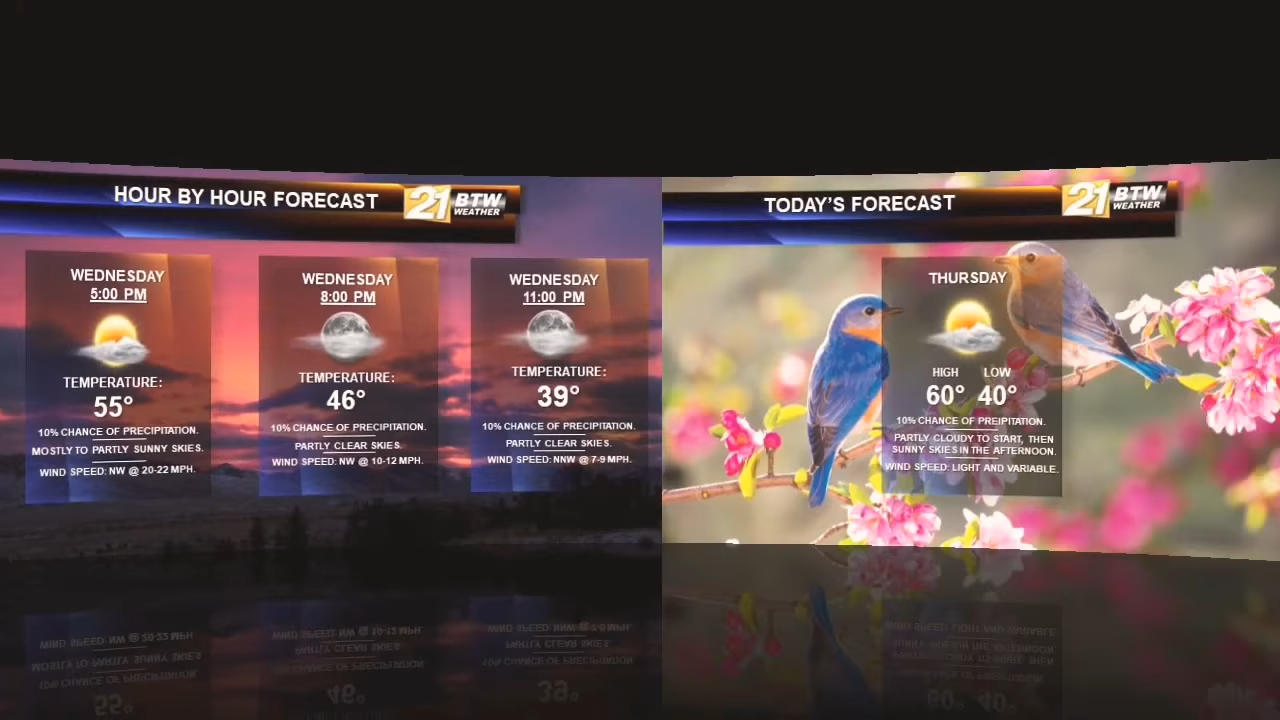 HOUR BY HOUR FORECAST
21 BTW
WEATHER
WEDNESDAY
5:00 PM
TEMPERATURE:
55°
10% CHANCE OF PRECIPITATION.
MOSTLY TO PARTLY SUNNY SKIES.
WIND SPEED: NW @ 20-22 MPH.
WEDNESDAY
8:00 PM
TEMPERATURE:
46°
10% CHANCE OF PRECIPITATION.
PARTLY CLEAR SKIES.
WIND SPEED: NW @ 10-12 MPH.
WEDNESDAY
11:00 PM
TEMPERATURE:
39°
10% CHANCE OF PRECIPITATION.
PARTLY CLEAR SKIES.
WIND SPEED: NNW @ 7-9 MPH.
TODAY'S FORECAST
21 BTW
WEATHER
THURSDAY
HIGH LOW
60° 40°
10% CHANCE OF PRECIPITATION.
PARTLY CLOUDY TO START, THEN
SUNNY SKIES IN THE AFTERNOON.
WIND SPEED: LIGHT AND VARIABLE.